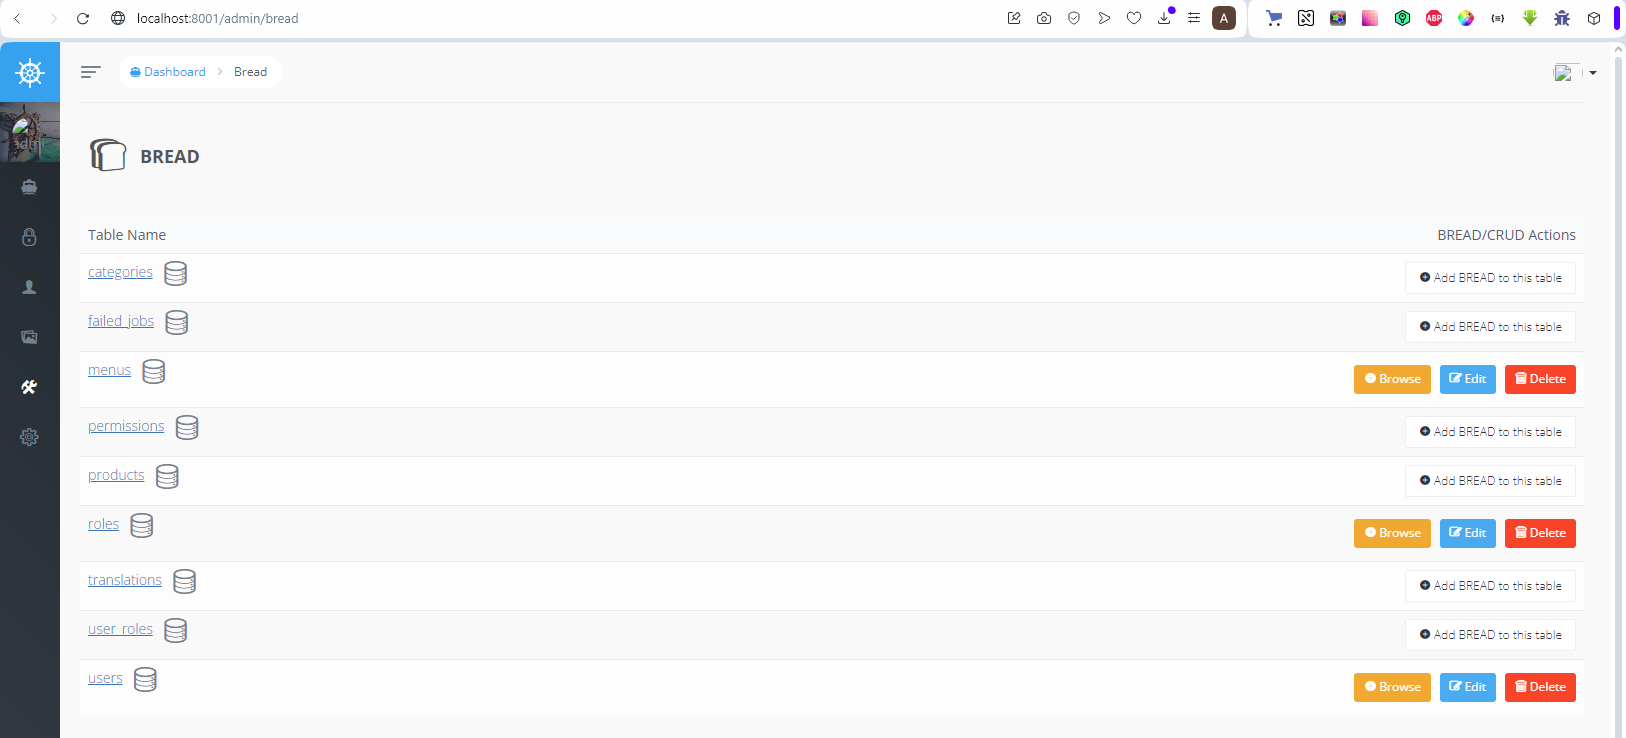 localhost:8001/admin/bread
A
ABP
Dashboard > Bread
BREAD
Table Name BREAD/CRUD Actions
categories Add BREAD to this table
failed_jobs Add BREAD to this table
menus Browse Edit Delete
permissions Add BREAD to this table
products Add BREAD to this table
roles Browse Edit Delete
translations Add BREAD to this table
user_roles Add BREAD to this table
users Browse Edit Delete